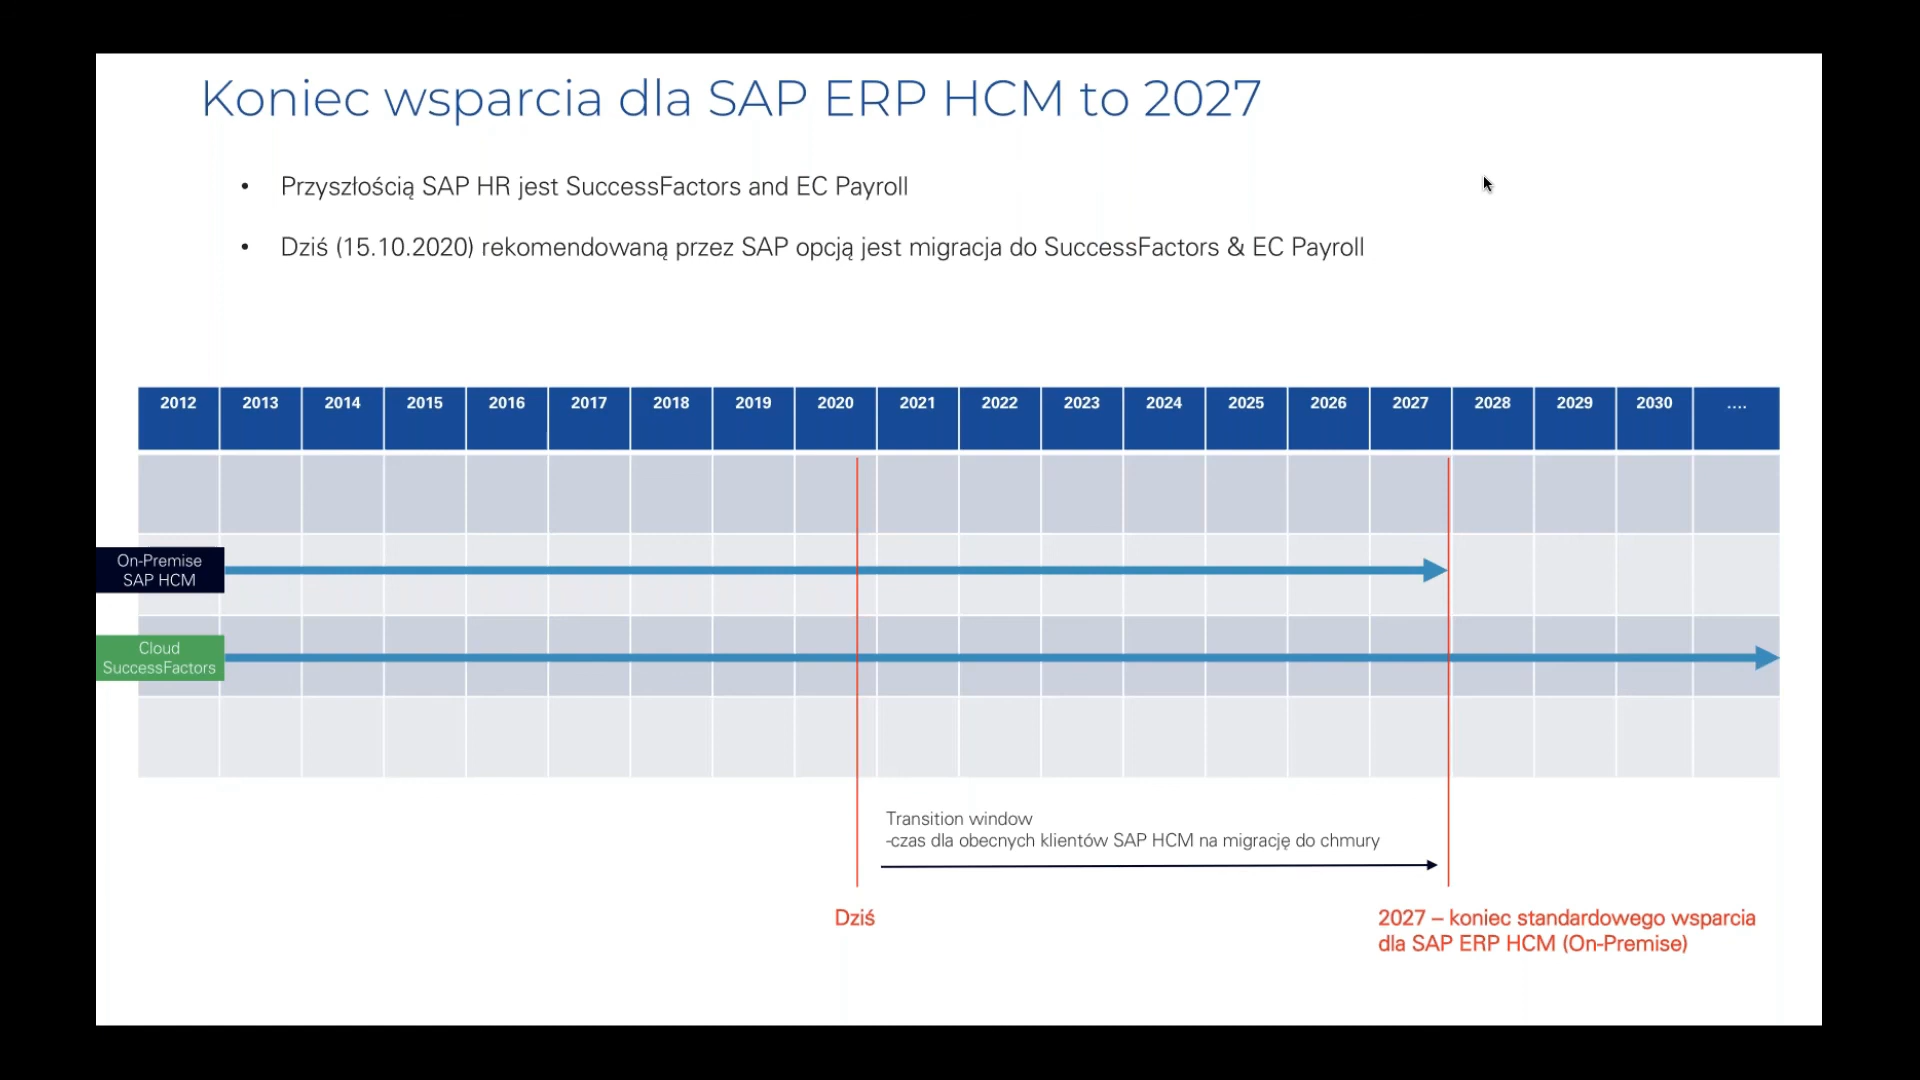 Koniec wsparcia dla SAP ERP HCM to 2027
• Przyszłością SAP HR jest SuccessFactors and EC Payroll
• Dziś (15.10.2020) rekomendowaną przez SAP opcją jest migracja do SuccessFactors & EC Payroll
2012 2013 2014 2015 2016 2017 2018 2019 2020 2021 2022 2023 2024 2025 2026 2027 2028 2029 2030 ....
On-Premise
SAP HCM
Cloud
SuccessFactors
Transition window
-czas dla obecnych klientów SAP HCM na migrację do chmury
Dziś
2027 – koniec standardowego wsparcia
dla SAP ERP HCM (On-Premise)